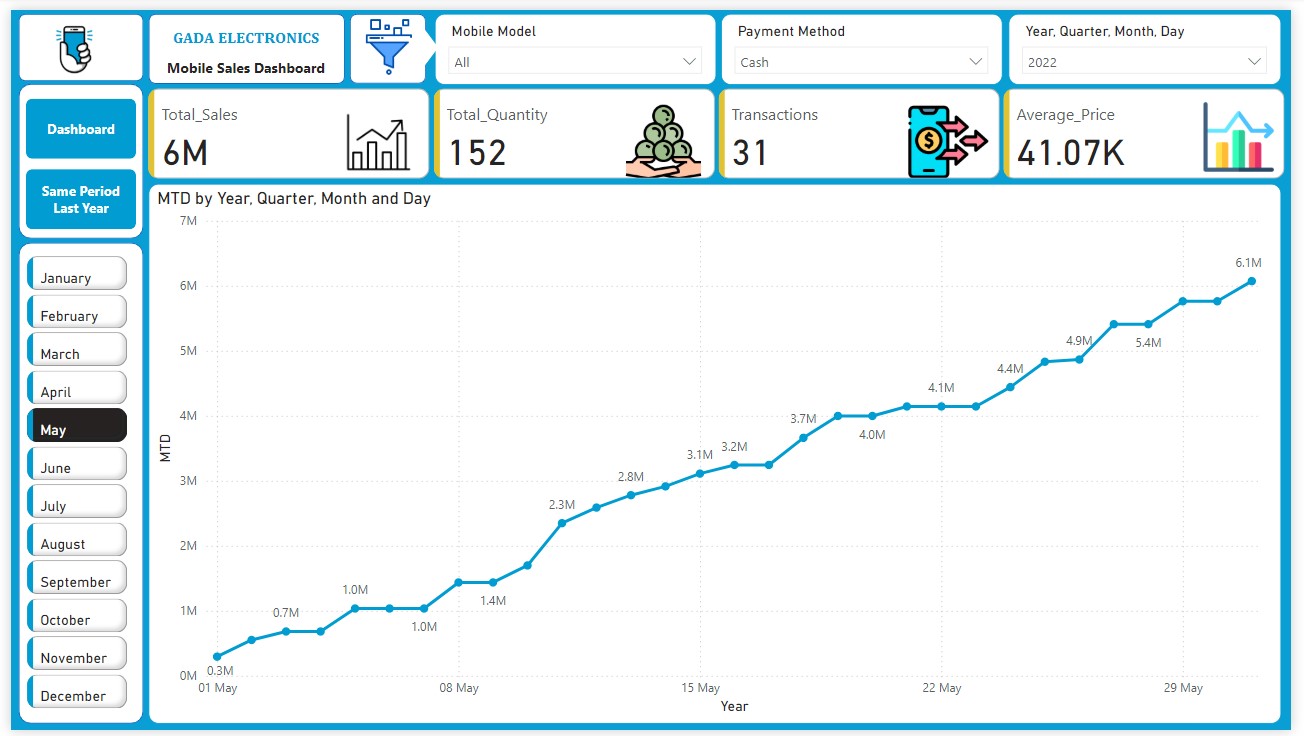 GADA ELECTRONICS
Mobile Sales Dashboard
Mobile Model
All
Payment Method
Cash
Year, Quarter, Month, Day
2022
Dashboard
Same Period
Last Year
Total_Sales
6M
Total_Quantity
152
Transactions
31
$
Average_Price
41.07K
January
February
March
April
May
June
July
August
September
October
November
December
MTD by Year, Quarter, Month and Day
7M
6M
5M
4M
3M
2M
1M
0M
MTD
0.3M
0.7M
1.0M
1.0M
1.4M
2.3M
2.8M
3.1M
3.2M
3.7M
4.0M
4.1M
4.4M
4.9M
5.4M
6.1M
01 May
08 May
15 May
22 May
29 May
Year